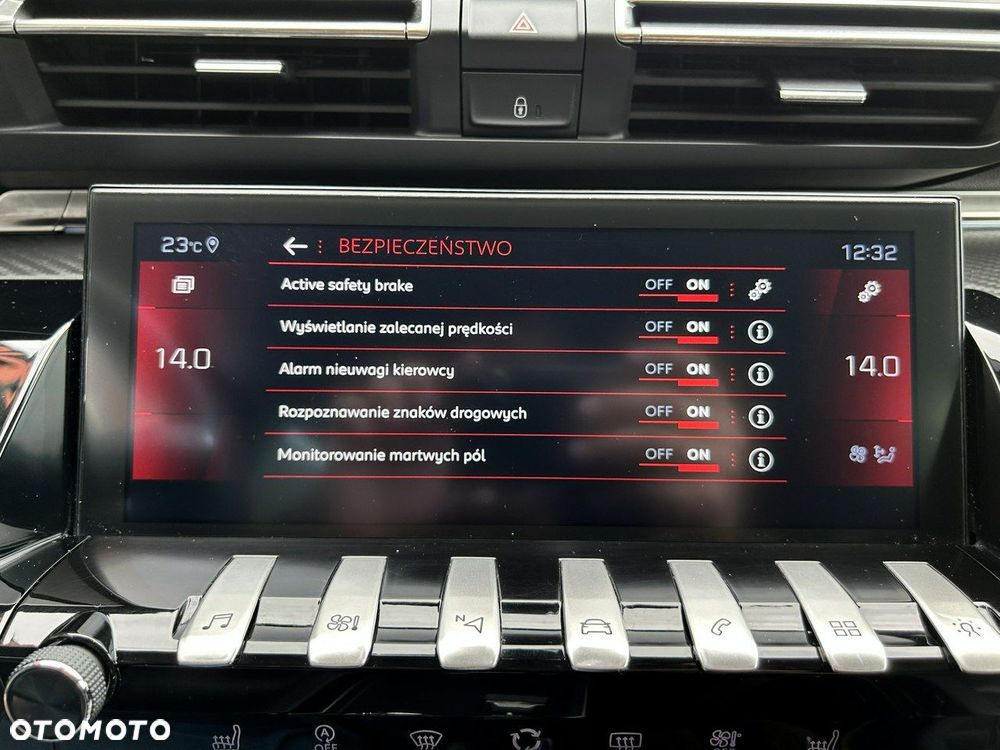 23°C
BEZPIECZEŃSTWO
12:32
Active safety brake OFF ON
Wyświetlanie zalecanej prędkości OFF ON
14.0
Alarm nieuwagi kierowcy OFF ON
14.0
Rozpoznawanie znaków drogowych OFF ON
Monitorowanie martwych pól OFF ON
N
OTOMOTO
A
OFF